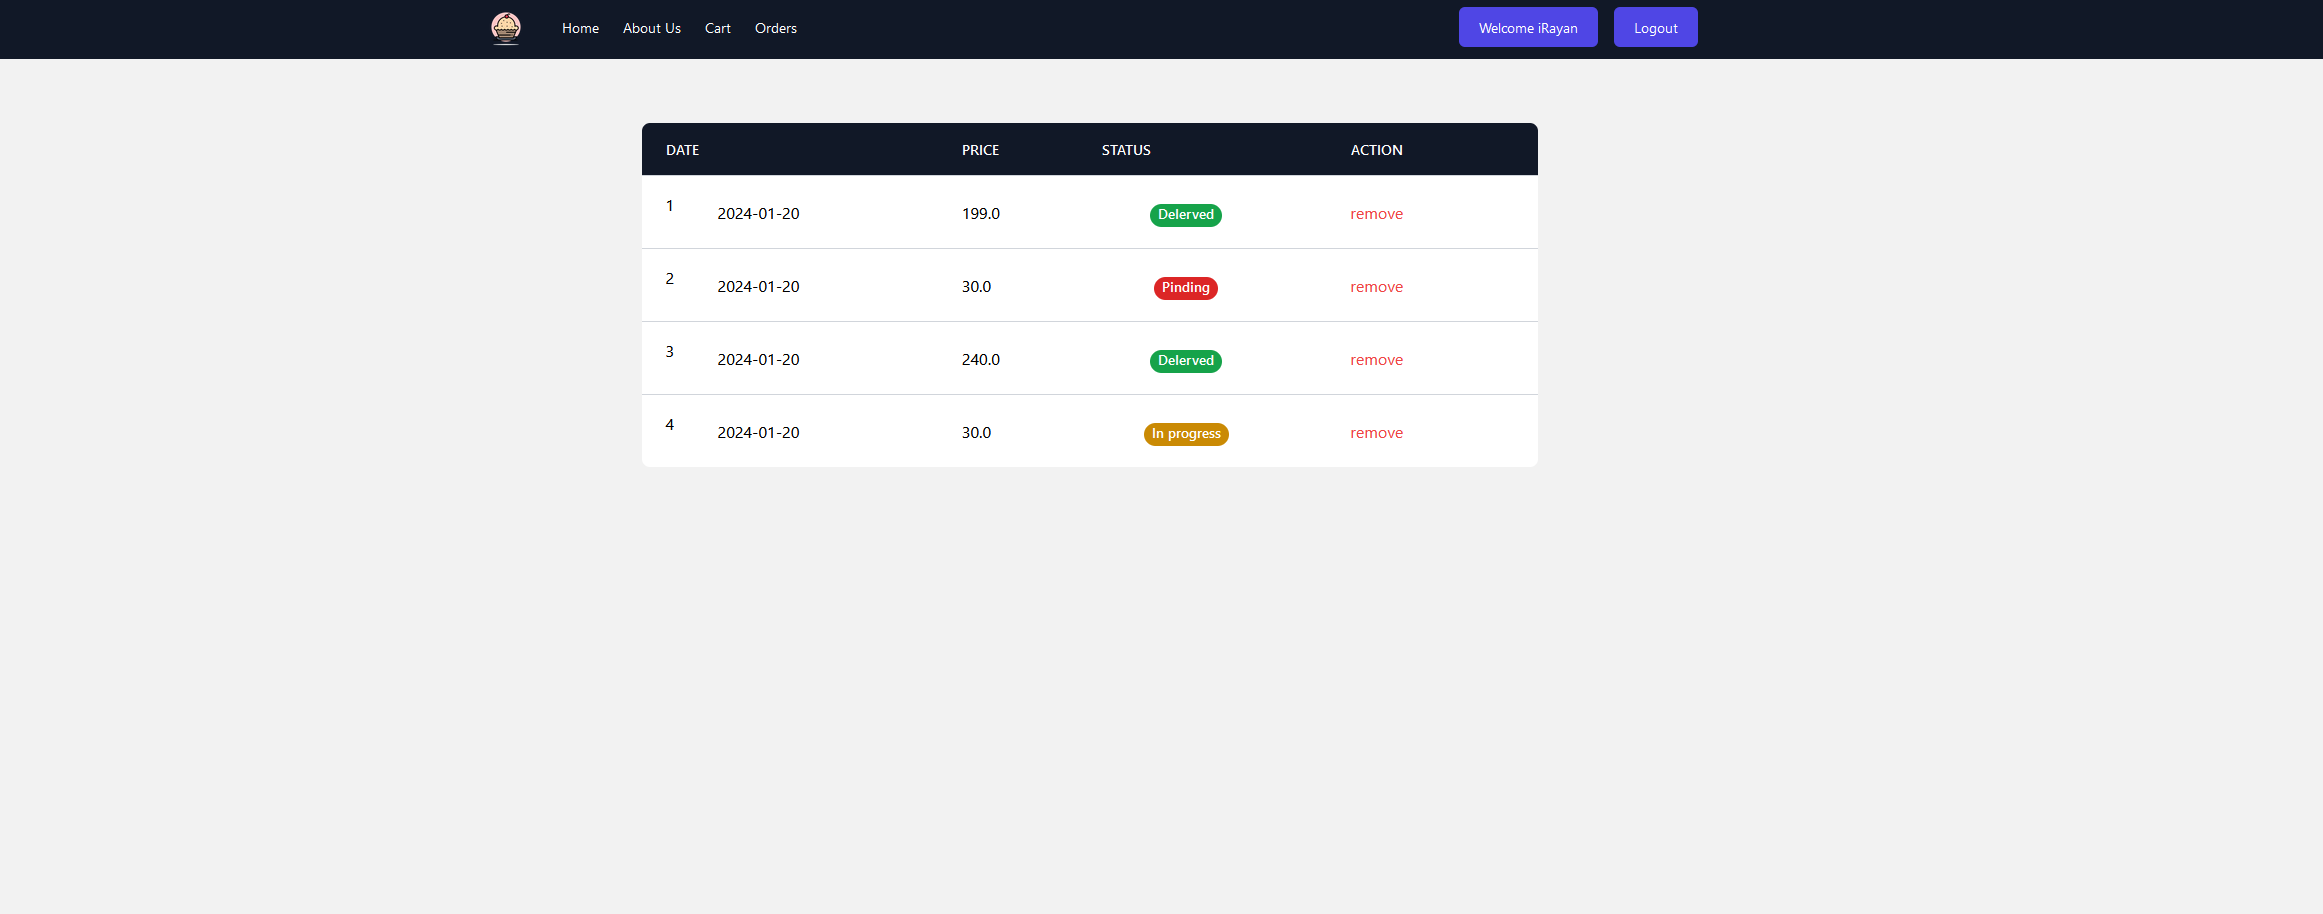 Home About Us Cart Orders Welcome iRayan Logout
DATE PRICE STATUS ACTION
1 2024-01-20 199.0 Delerved remove
2 2024-01-20 30.0 Pinding remove
3 2024-01-20 240.0 Delerved remove
4 2024-01-20 30.0 In progress remove